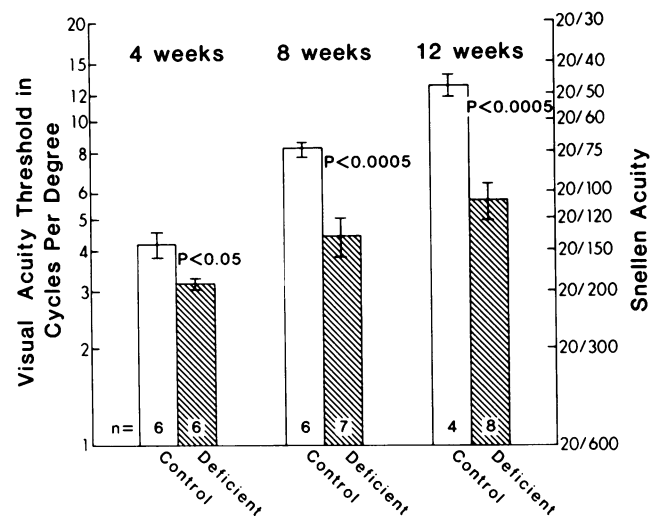 Visual Acuity Threshold in
Cycles Per Degree
20
15
12
10
8
6
5
4
3
2
1
4 weeks
8 weeks
12 weeks
P<0.05
P<0.0005
P<0.0005
n= 6 6 6 7 4 8
Control
Deficient
Control
Deficient
Control
Deficient
20/30
20/40
20/50
20/60
20/75
20/100
20/120
20/150
20/200
20/300
20/600
Snellen Acuity